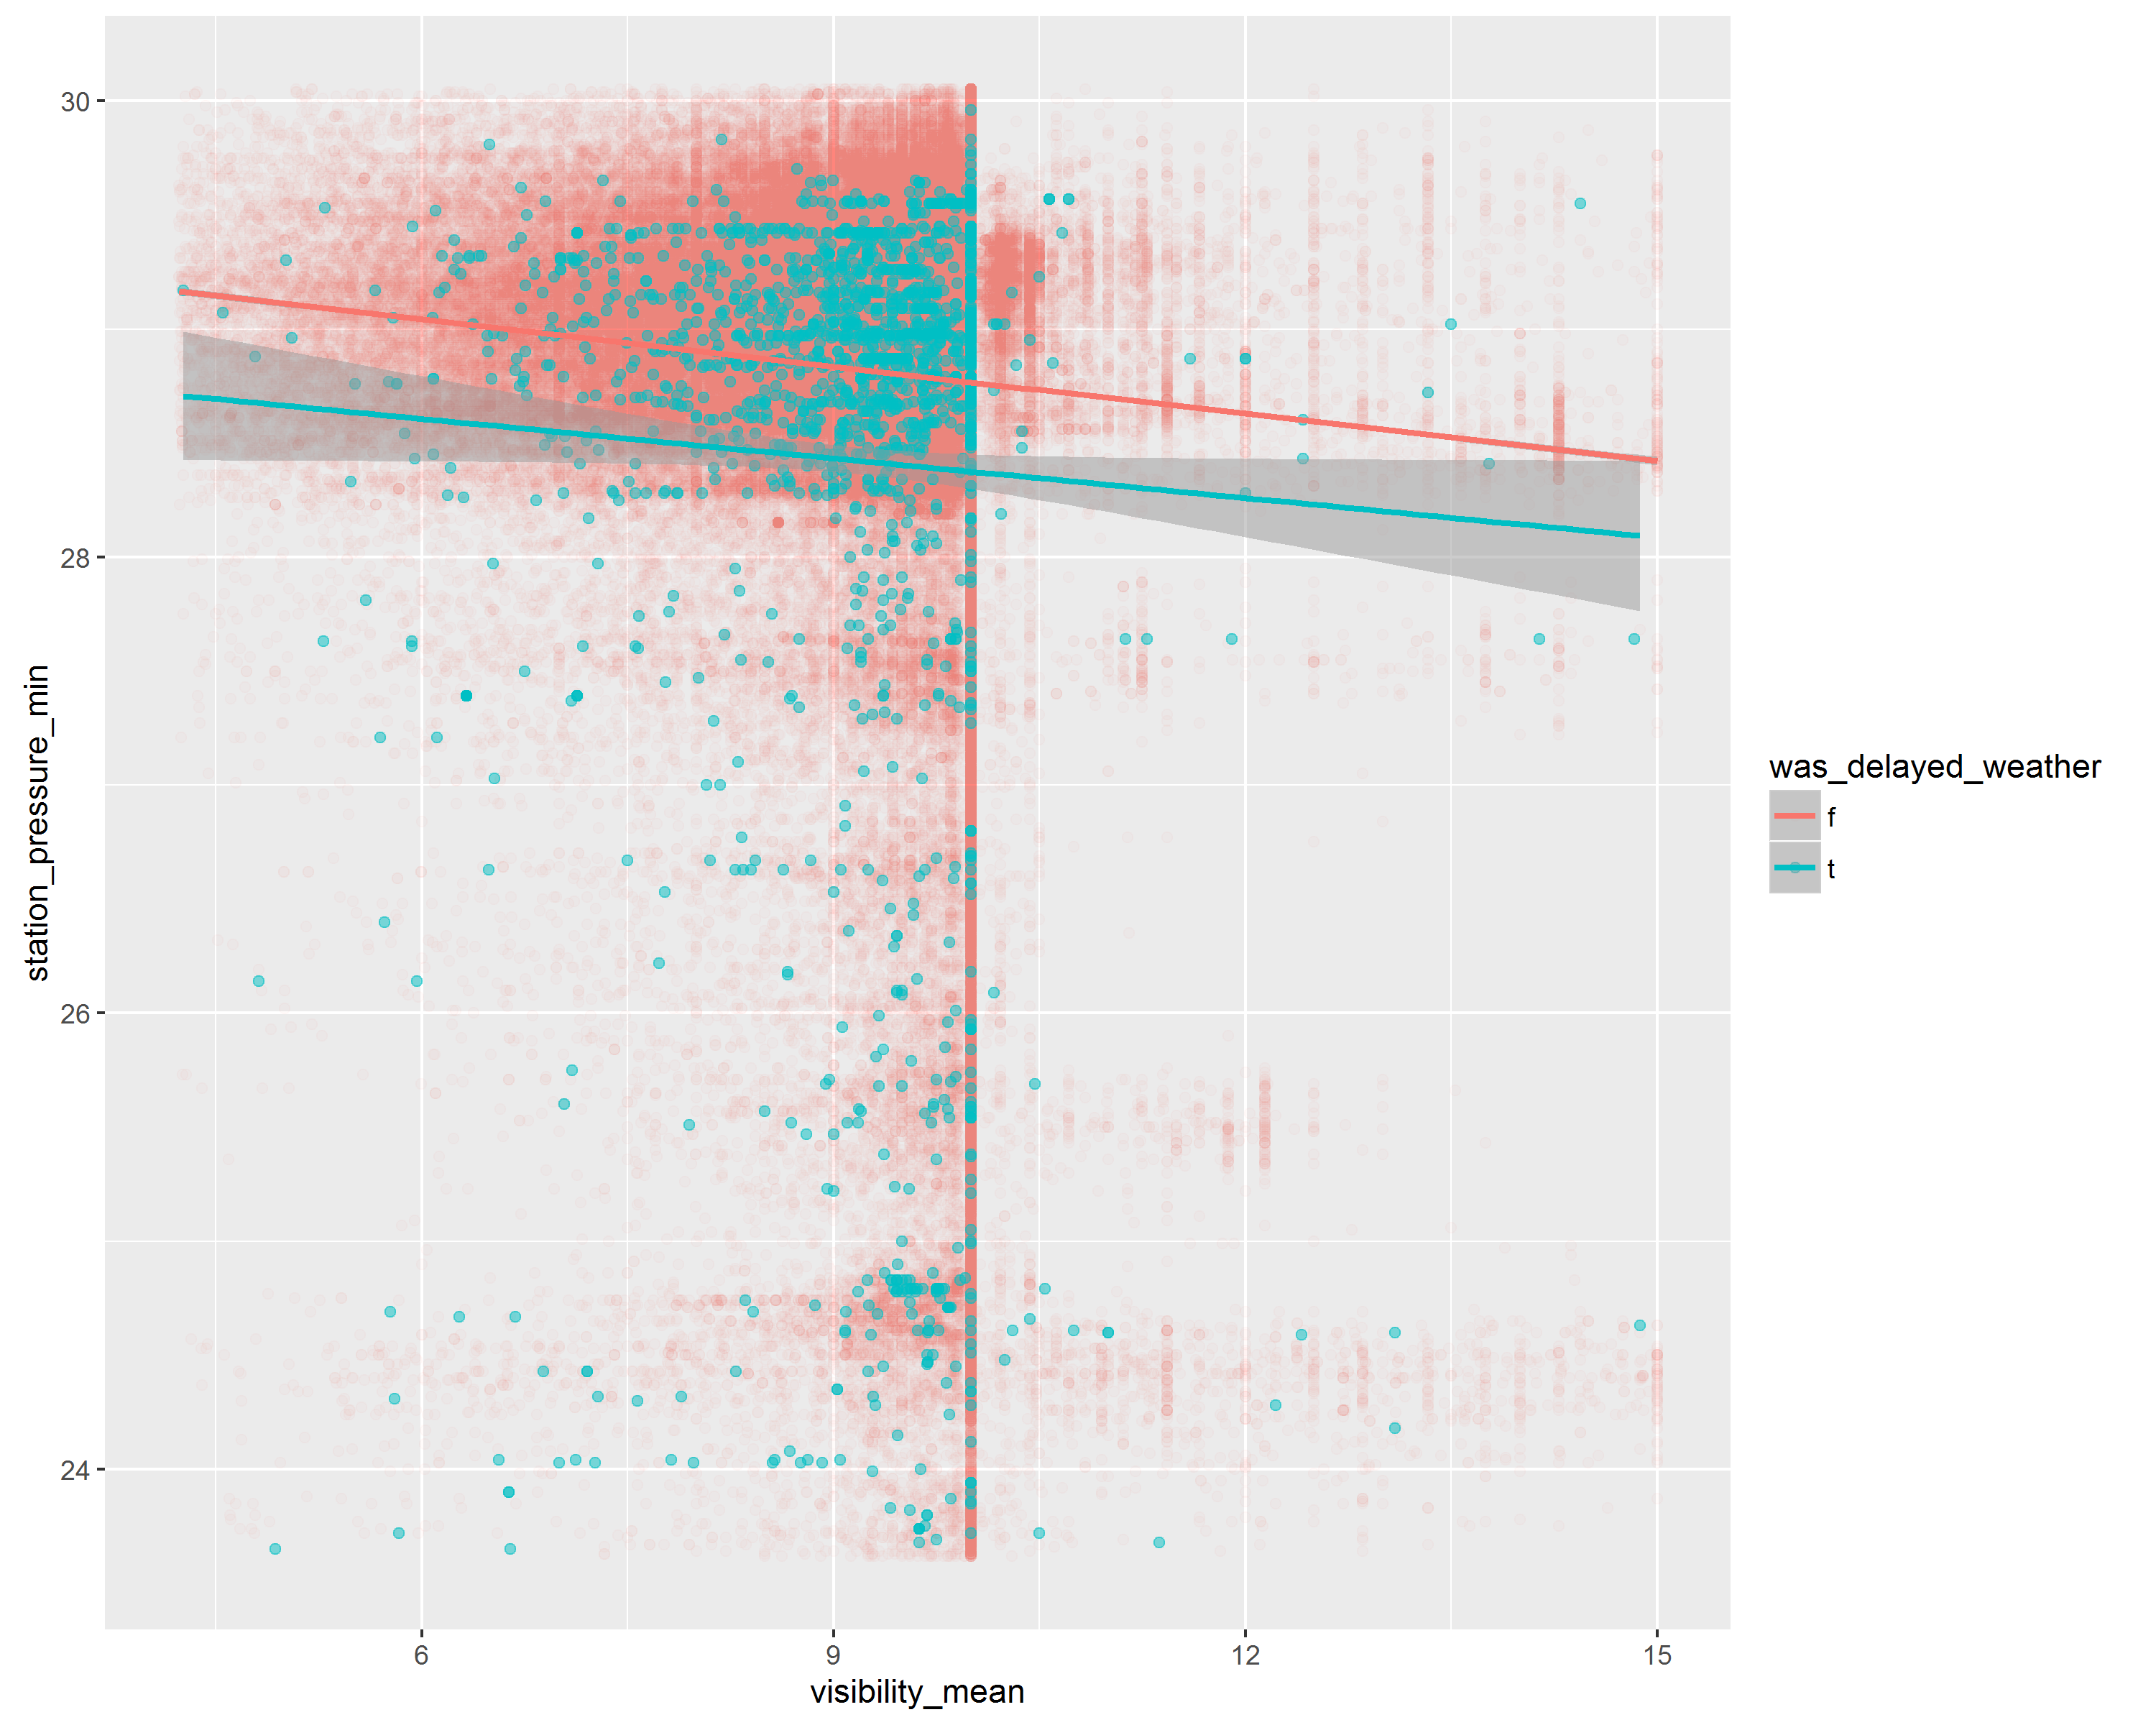 30
28
26
24
station_pressure_min
6
9
12
15
visibility_mean
was_delayed_weather
f
t